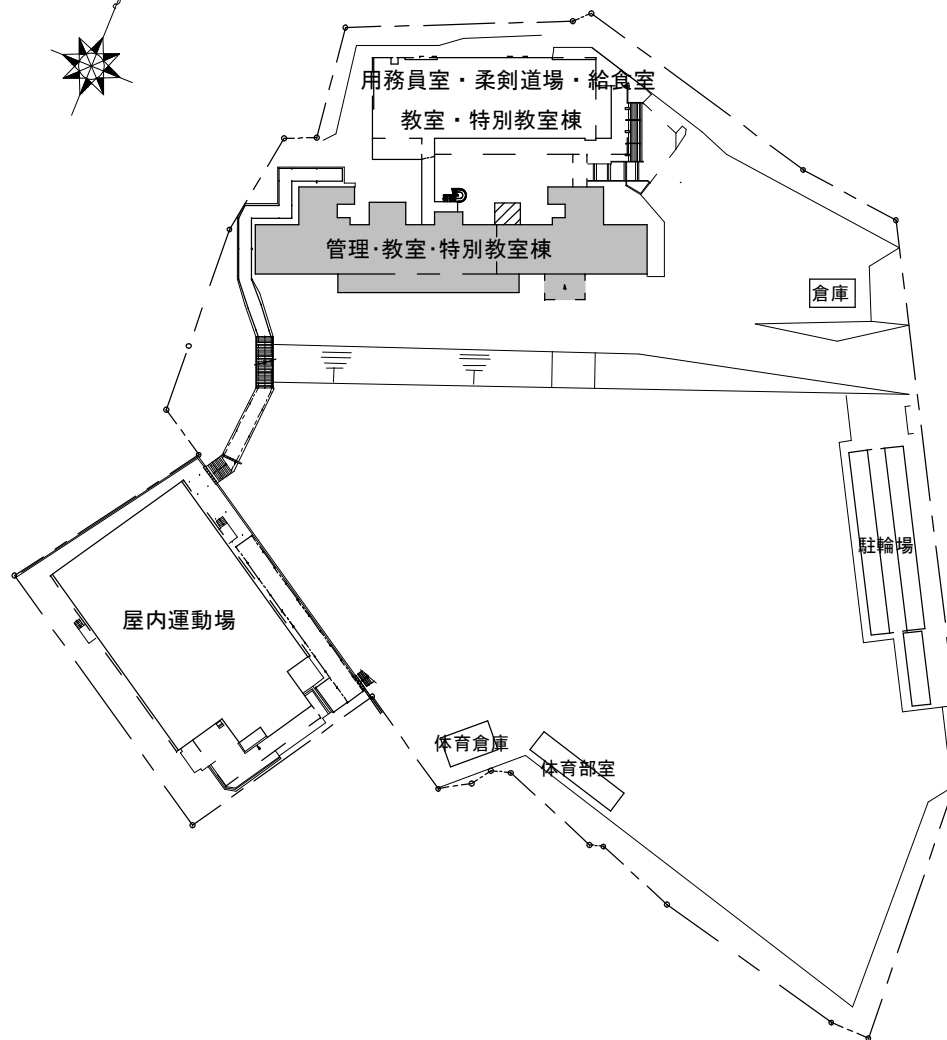 用務員室・柔剣道場・給食室
教室・特別教室棟
管理・教室・特別教室棟
倉庫
駐輪場
屋内運動場
体育倉庫
体育部室